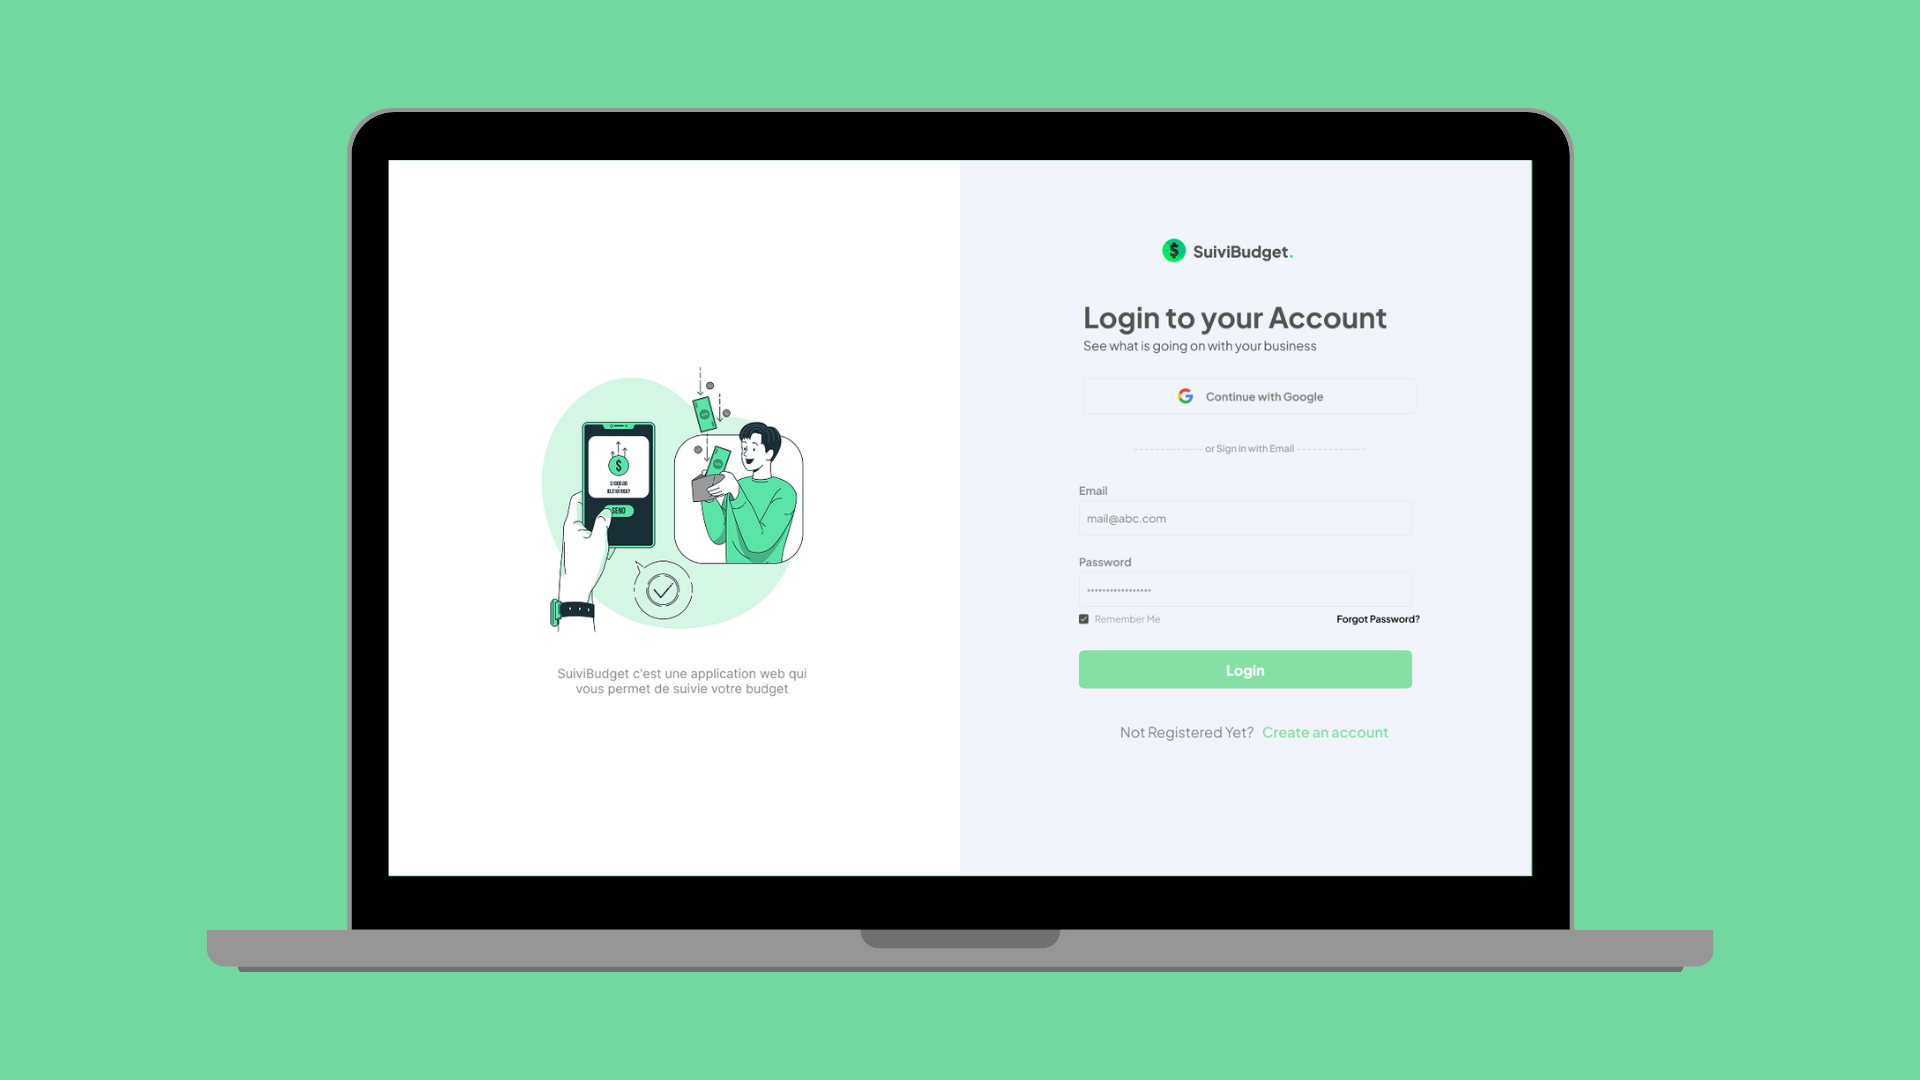 SuiviBudget.
Login to your Account
See what is going on with your business
Continue with Google
or Sign in with Email
Email
mail@abc.com
Password
Remember Me
Forgot Password?
Login
Not Registered Yet? Create an account
$
SEND
SuiviBudget c'est une application web qui
vous permet de suivie votre budget